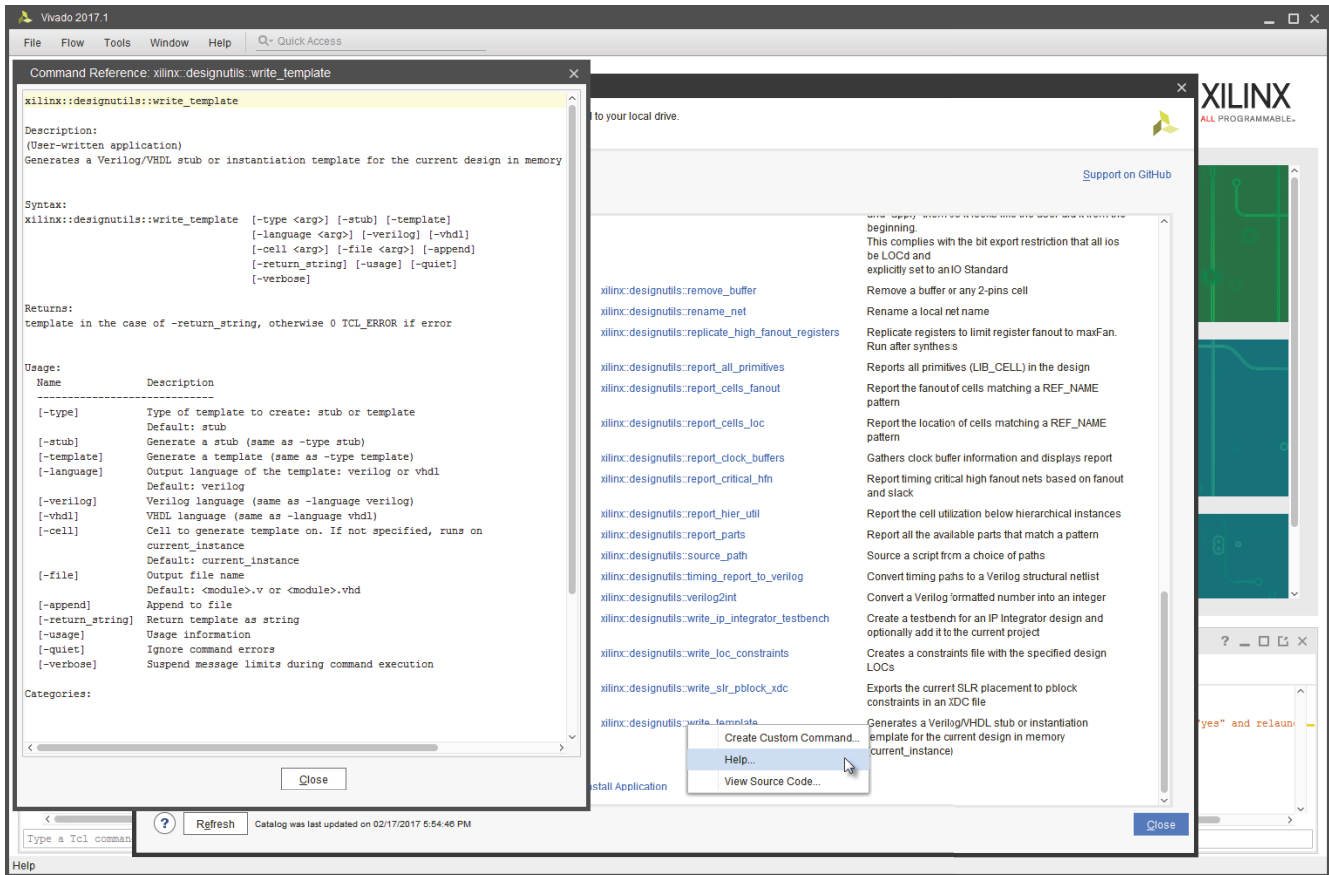 Vivado 2017.1
File Flow Tools Window Help Quick Access
Command Reference: xilinx::designutils::write_template
xilinx::designutils::write_template
Description:
(User-written application)
Generates a Verilog/VHDL stub or instantiation template for the current design in memory
Syntax:
xilinx::designutils::write_template [-type <arg>] [-stub] [-template]
[-language <arg>] [-verilog] [-vhdl]
[-cell <arg>] [-file <arg>] [-append]
[-return_string] [-usage] [-quiet]
[-verbose]
Returns:
template in the case of -return_string, otherwise 0 TCL_ERROR if error
Usage:
Name Description
-----------------------------
[-type] Type of template to create: stub or template
Default: stub
[-stub] Generate a stub (same as -type stub)
[-template] Generate a template (same as -type template)
[-language] Output language of the template: verilog or vhdl
Default: verilog
[-verilog] Verilog language (same as -language verilog)
[-vhdl] VHDL language (same as -language vhdl)
[-cell] Cell to generate template on. If not specified, runs on
current_instance
Default: current_instance
[-file] Output file name
Default: <module>.v or <module>.vhd
[-append] Append to file
[-return_string] Return template as string
[-usage] Usage information
[-quiet] Ignore command errors
[-verbose] Suspend message limits during command execution
Categories:
Close
to your local drive.
XILINX
ALL PROGRAMMABLE
Support on GitHub
beginning.
This complies with the bit export restriction that all ios
be LOCd and
explicitly set to an IO Standard
xilinx::designutils::remove_buffer Remove a buffer or any 2-pins cell
xilinx::designutils::rename_net Rename a local net name
xilinx::designutils::replicate_high_fanout_registers Replicate registers to limit register fanout to maxFan.
Run after synthesis
xilinx::designutils::report_all_primitives Reports all primitives (LIB_CELL) in the design
xilinx::designutils::report_cells_fanout Report the fanout of cells matching a REF_NAME
pattern
xilinx::designutils::report_cells_loc Report the location of cells matching a REF_NAME
pattern
xilinx::designutils::report_clock_buffers Gathers clock buffer information and displays report
xilinx::designutils::report_critical_hfn Report timing critical high fanout nets based on fanout
and slack
xilinx::designutils::report_hier_util Report the cell utilization below hierarchical instances
xilinx::designutils::report_parts Report all the available parts that match a pattern
xilinx::designutils::source_path Source a script from a choice of paths
xilinx::designutils::timing_report_to_verilog Convert timing paths to a Verilog structural netlist
xilinx::designutils::verilog2int Convert a Verilog formatted number into an integer
xilinx::designutils::write_ip_integrator_testbench Create a testbench for an IP Integrator design and
optionally add it to the current project
xilinx::designutils::write_loc_constraints Creates a constraints file with the specified design
LOCs
xilinx::designutils::write_slr_pblock_xdc Exports the current SLR placement to pblock
constraints in an XDC file
xilinx::designutils::write_template Generates a Verilog/VHDL stub or instantiation
template for the current design in memory
(current_instance)
Create Custom Command...
Help...
View Source Code...
nstall Application
"yes" and relaun
? Refresh Catalog was last updated on 02/17/2017 5:54:46 PM Close
Type a Tcl comman
Help